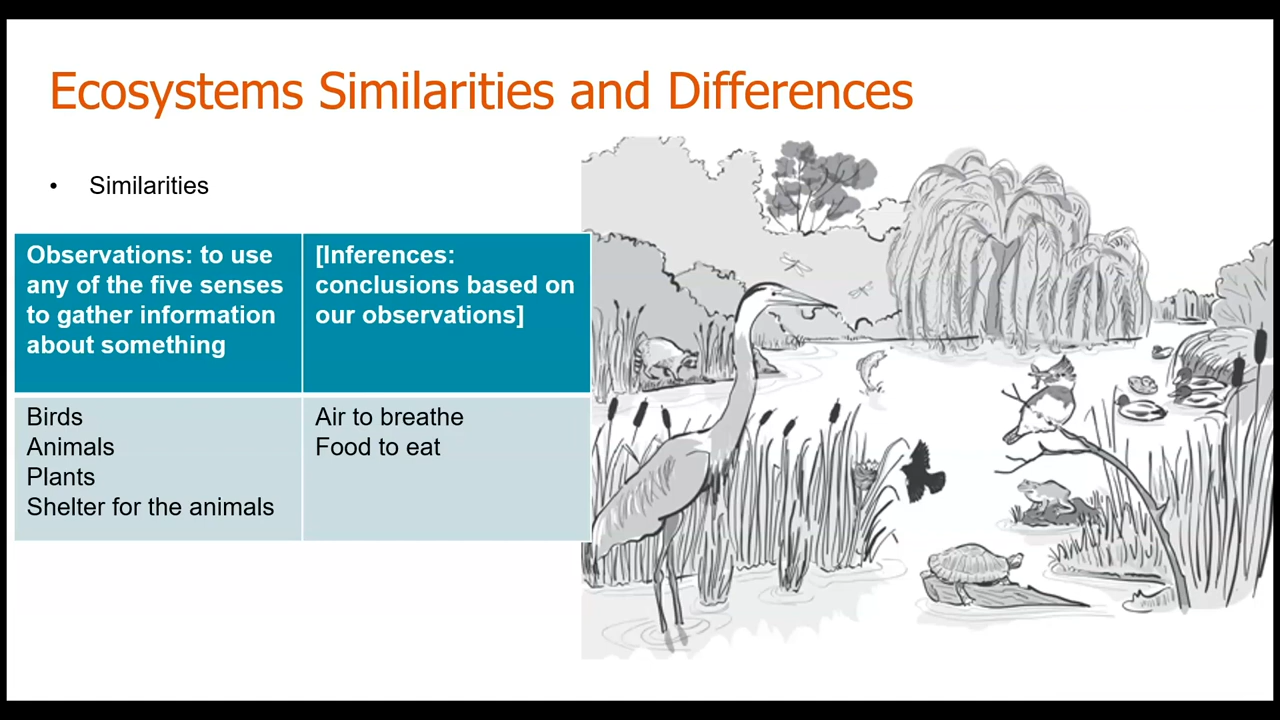 Ecosystems Similarities and Differences
• Similarities
Observations: to use
any of the five senses
to gather information
about something
[Inferences:
conclusions based on
our observations]
Birds
Animals
Plants
Shelter for the animals
Air to breathe
Food to eat